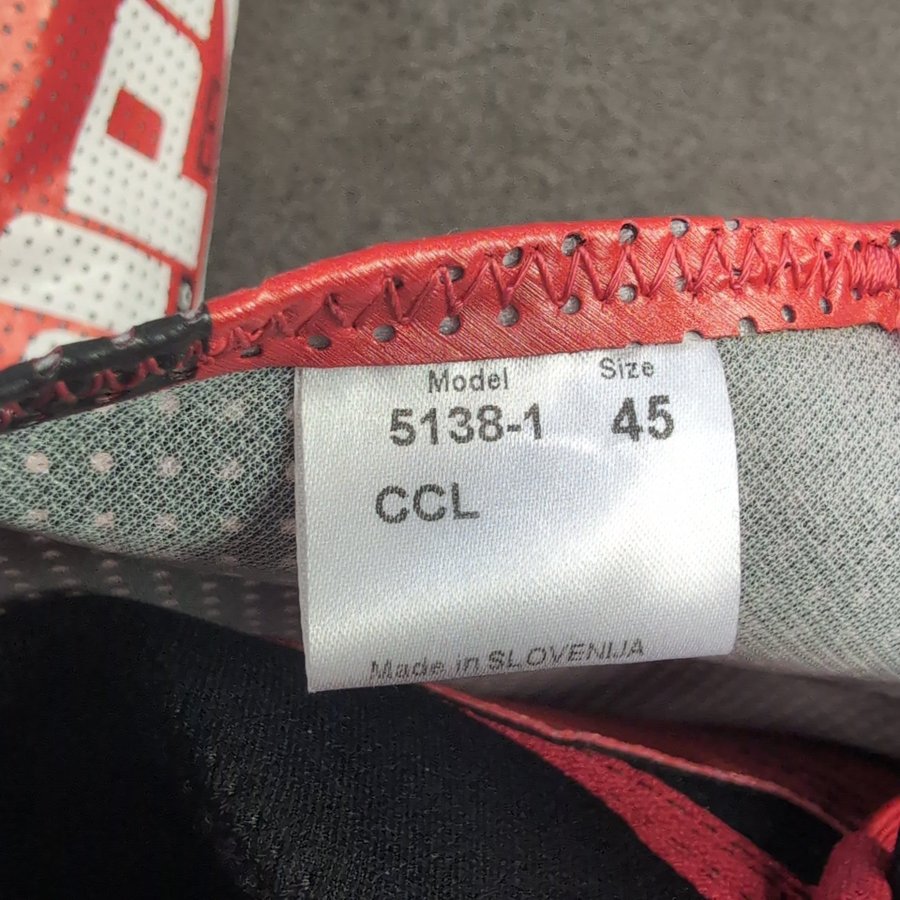 Model Size
5138-1 45
CCL
Made in SLOVENIJA